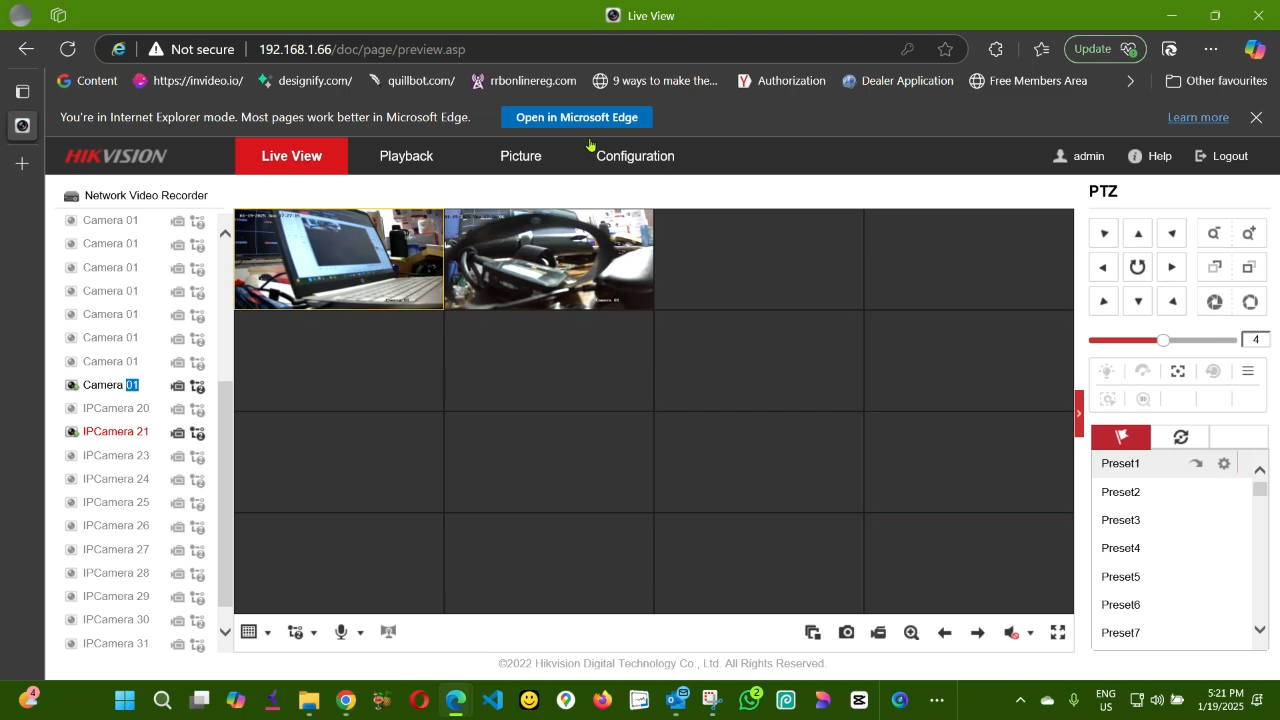 Live View
Not secure
192.168.1.66/doc/page/preview.asp
Update
Content
https://invideo.io/
designify.com/
quillbot.com/
rrbonlinereg.com
9 ways to make the...
Authorization
Dealer Application
Free Members Area
Other favourites
You're in Internet Explorer mode. Most pages work better in Microsoft Edge.
Open in Microsoft Edge
Learn more
HIKVISION
Live View
Playback
Picture
Configuration
admin
Help
Logout
Network Video Recorder
Camera 01
Camera 01
Camera 01
Camera 01
Camera 01
Camera 01
Camera 01
Camera 01
IPCamera 20
IPCamera 21
IPCamera 23
IPCamera 24
IPCamera 25
IPCamera 26
IPCamera 27
IPCamera 28
IPCamera 29
IPCamera 30
IPCamera 31
Camera 01
PTZ
4
Preset1
Preset2
Preset3
Preset4
Preset5
Preset6
Preset7
©2022 Hikvision Digital Technology Co., Ltd. All Rights Reserved.
4
2
ENG
US
5:21 PM
1/19/2025